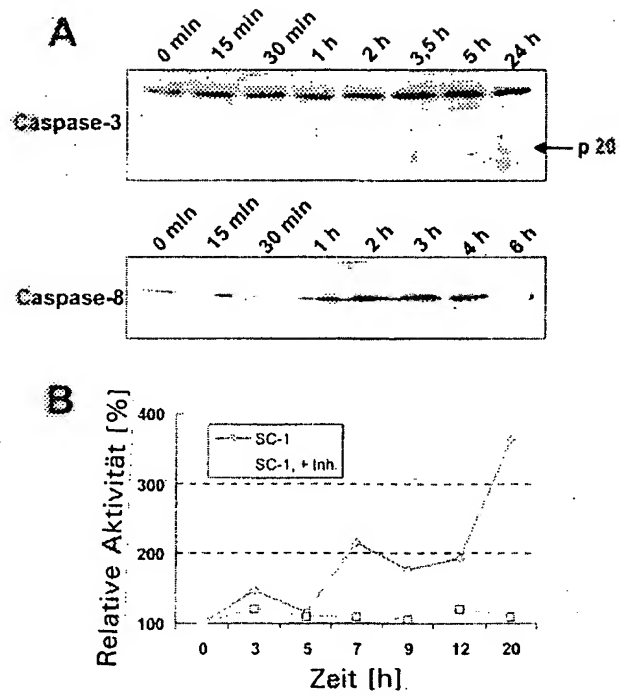 A
0 min 15 min 30 min 1 h 2 h 3,5 h 5 h 24 h
Caspase-3
p 20
0 min 15 min 30 min 1 h 2 h 3 h 4 h 6 h
Caspase-8
B
Relative Aktivität [%]
400
300
200
100
SC-1
SC-1, + Inh.
0 3 5 7 9 12 20
Zeit [h]